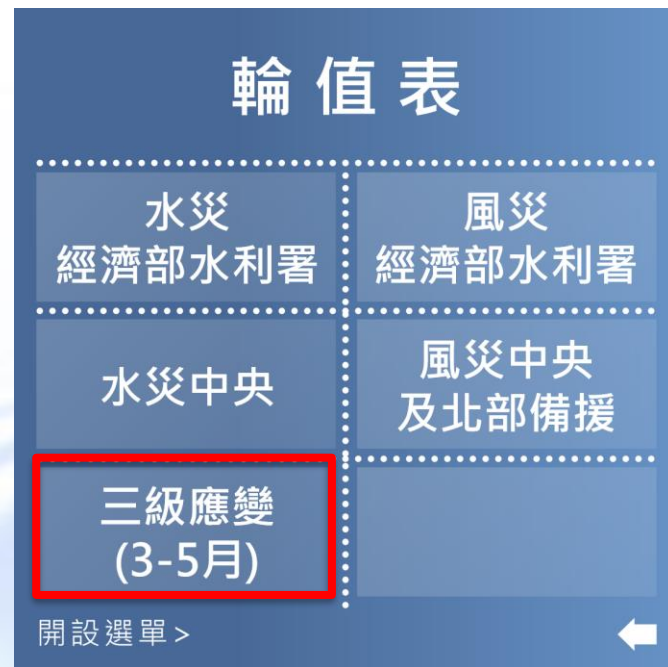 輪值表
水災
經濟部水利署
風災
經濟部水利署
水災中央
風災中央
及北部備援
三級應變
(3-5月)
開設選單>